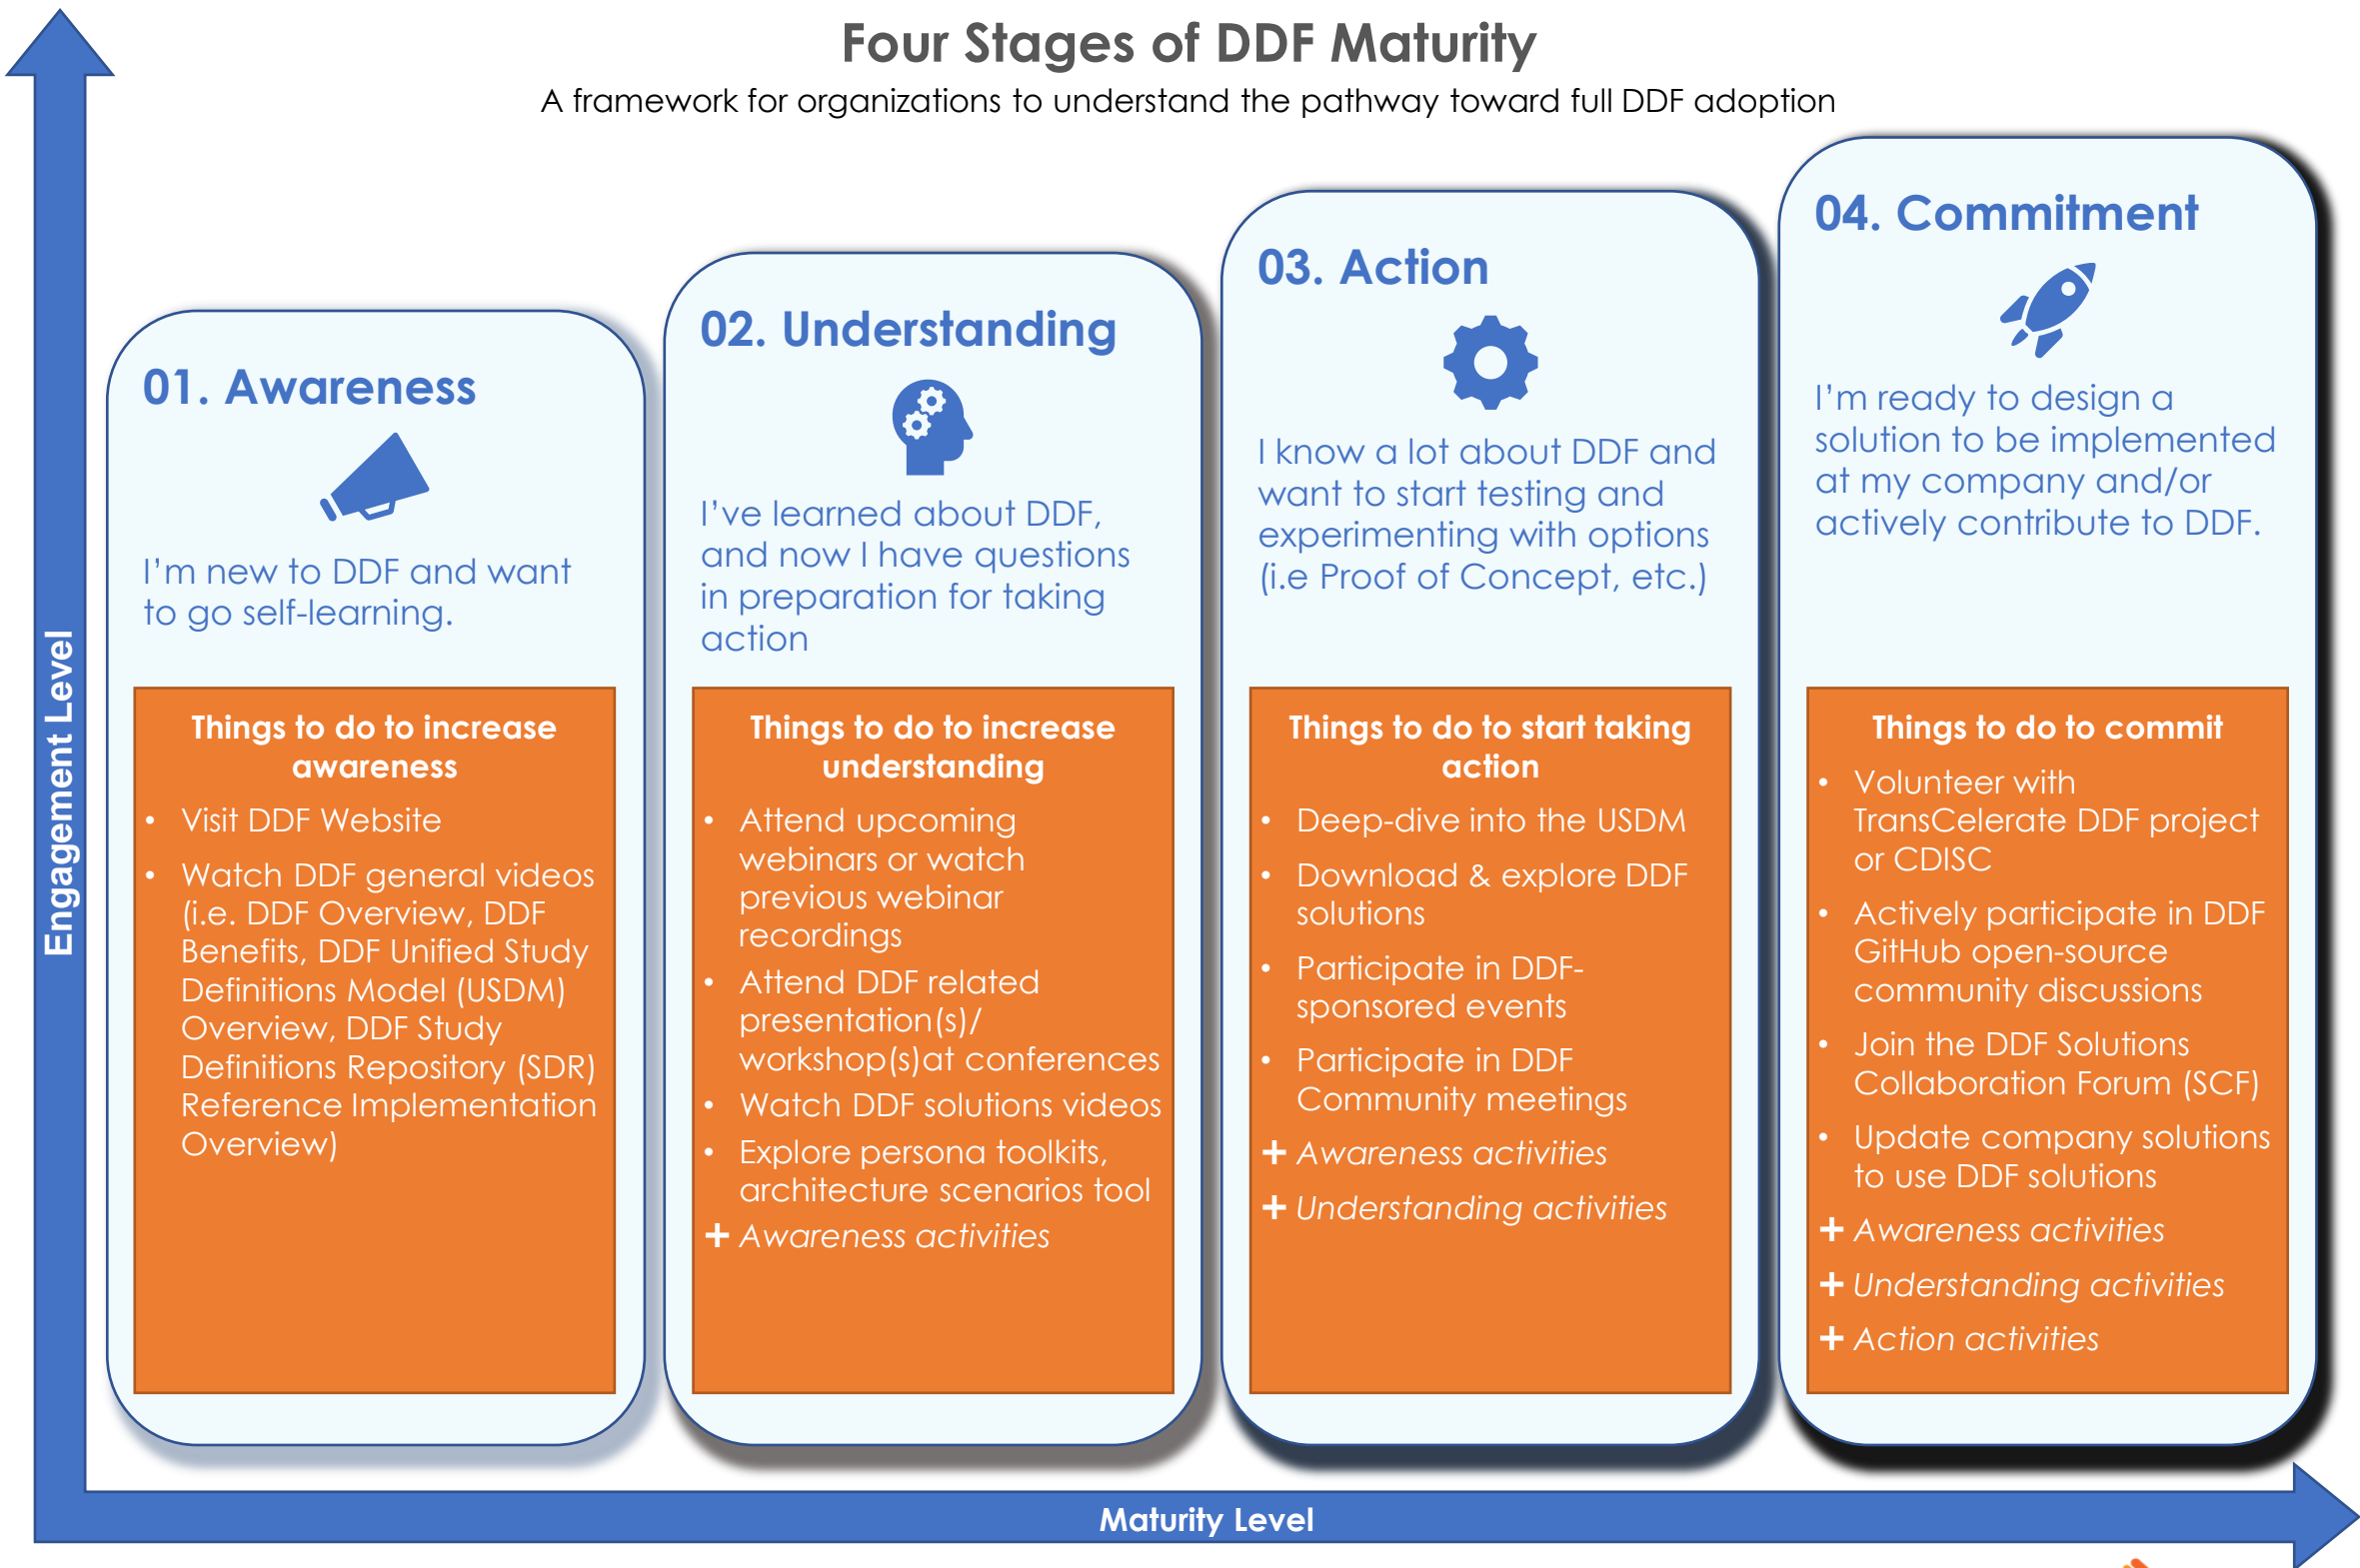 Four Stages of DDF Maturity
A framework for organizations to understand the pathway toward full DDF adoption
Engagement Level
01. Awareness
I'm new to DDF and want
to go self-learning.
Things to do to increase
awareness
• Visit DDF Website
• Watch DDF general videos
(i.e. DDF Overview, DDF
Benefits, DDF Unified Study
Definitions Model (USDM)
Overview, DDF Study
Definitions Repository (SDR)
Reference Implementation
Overview)
02. Understanding
I've learned about DDF,
and now I have questions
in preparation for taking
action
Things to do to increase
understanding
• Attend upcoming
webinars or watch
previous webinar
recordings
• Attend DDF related
presentation(s)/
workshop(s)at conferences
• Watch DDF solutions videos
• Explore persona toolkits,
architecture scenarios tool
+ Awareness activities
03. Action
I know a lot about DDF and
want to start testing and
experimenting with options
(i.e Proof of Concept, etc.)
Things to do to start taking
action
• Deep-dive into the USDM
• Download & explore DDF
solutions
• Participate in DDF-
sponsored events
• Participate in DDF
Community meetings
+ Awareness activities
+ Understanding activities
04. Commitment
I'm ready to design a
solution to be implemented
at my company and/or
actively contribute to DDF.
Things to do to commit
• Volunteer with
TransCelerate DDF project
or CDISC
• Actively participate in DDF
GitHub open-source
community discussions
• Join the DDF Solutions
Collaboration Forum (SCF)
• Update company solutions
to use DDF solutions
+ Awareness activities
+ Understanding activities
+ Action activities
Maturity Level